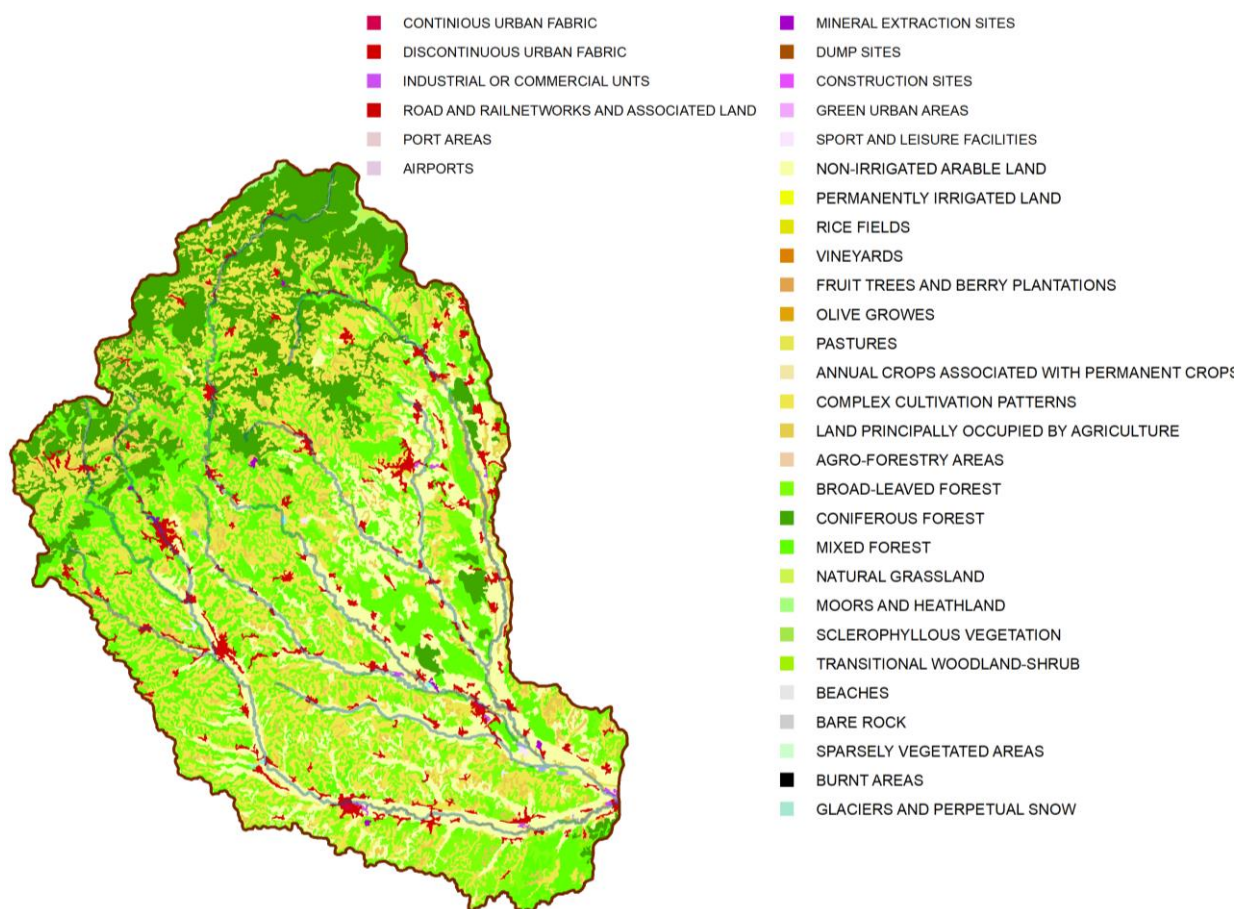 CONTINIOUS URBAN FABRIC
DISCONTINUOUS URBAN FABRIC
INDUSTRIAL OR COMMERCIAL UNTS
ROAD AND RAILNETWORKS AND ASSOCIATED LAND
PORT AREAS
AIRPORTS
MINERAL EXTRACTION SITES
DUMP SITES
CONSTRUCTION SITES
GREEN URBAN AREAS
SPORT AND LEISURE FACILITIES
NON-IRRIGATED ARABLE LAND
PERMANENTLY IRRIGATED LAND
RICE FIELDS
VINEYARDS
FRUIT TREES AND BERRY PLANTATIONS
OLIVE GROWES
PASTURES
ANNUAL CROPS ASSOCIATED WITH PERMANENT CROPS
COMPLEX CULTIVATION PATTERNS
LAND PRINCIPALLY OCCUPIED BY AGRICULTURE
AGRO-FORESTRY AREAS
BROAD-LEAVED FOREST
CONIFEROUS FOREST
MIXED FOREST
NATURAL GRASSLAND
MOORS AND HEATHLAND
SCLEROPHYLLOUS VEGETATION
TRANSITIONAL WOODLAND-SHRUB
BEACHES
BARE ROCK
SPARSELY VEGETATED AREAS
BURNT AREAS
GLACIERS AND PERPETUAL SNOW